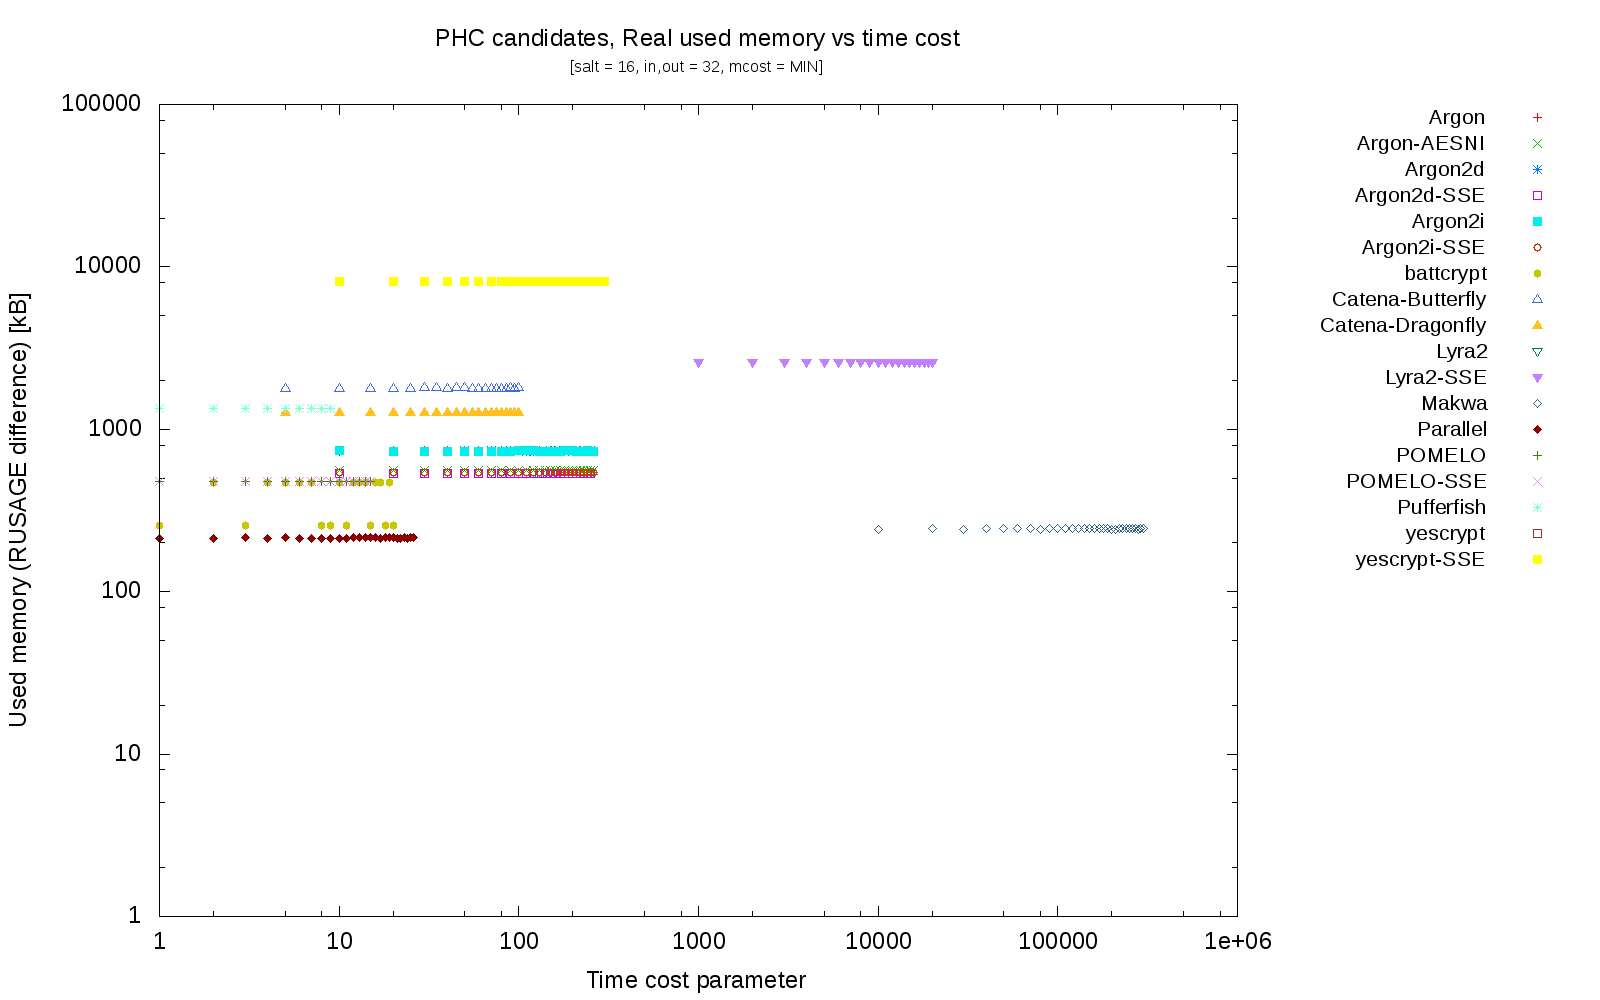 PHC candidates, Real used memory vs time cost
[salt = 16, in,out = 32, mcost = MIN]
Used memory (RUSAGE difference) [kB]
100000
10000
1000
100
10
1
1 10 100 1000 10000 100000 1e+06
Time cost parameter
Argon
Argon-AESNI
Argon2d
Argon2d-SSE
Argon2i
Argon2i-SSE
battcrypt
Catena-Butterfly
Catena-Dragonfly
Lyra2
Lyra2-SSE
Makwa
Parallel
POMELO
POMELO-SSE
Pufferfish
yescrypt
yescrypt-SSE